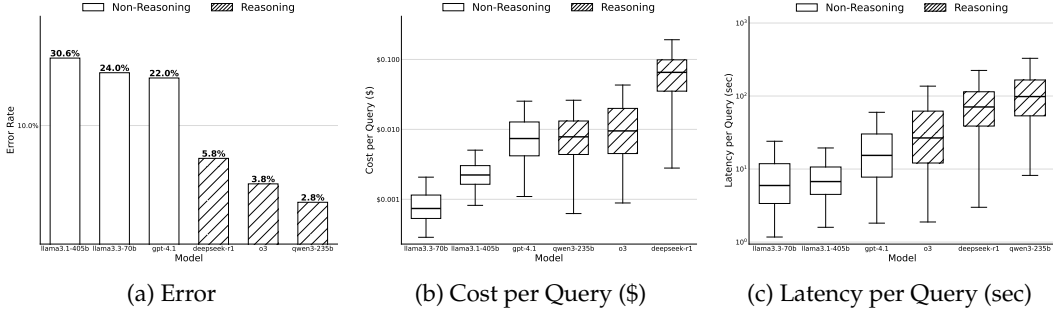 Non-Reasoning Reasoning
30.6%
24.0%
22.0%
10.0%
5.8%
3.8%
2.8%
Error Rate
llama3.1-405b llama3.3-70b gpt-4.1 deepseek-r1 o3 qwen3-235b
Model
(a) Error
Non-Reasoning Reasoning
$0.100
$0.010
$0.001
Cost per Query ($)
llama3.3-70b llama3.1-405b gpt-4.1 qwen3-235b o3 deepseek-r1
Model
(b) Cost per Query ($)
Non-Reasoning Reasoning
10³
10²
10¹
10⁰
Latency per Query (sec)
llama3.3-70b llama3.1-405b gpt-4.1 o3 deepseek-r1 qwen3-235b
Model
(c) Latency per Query (sec)